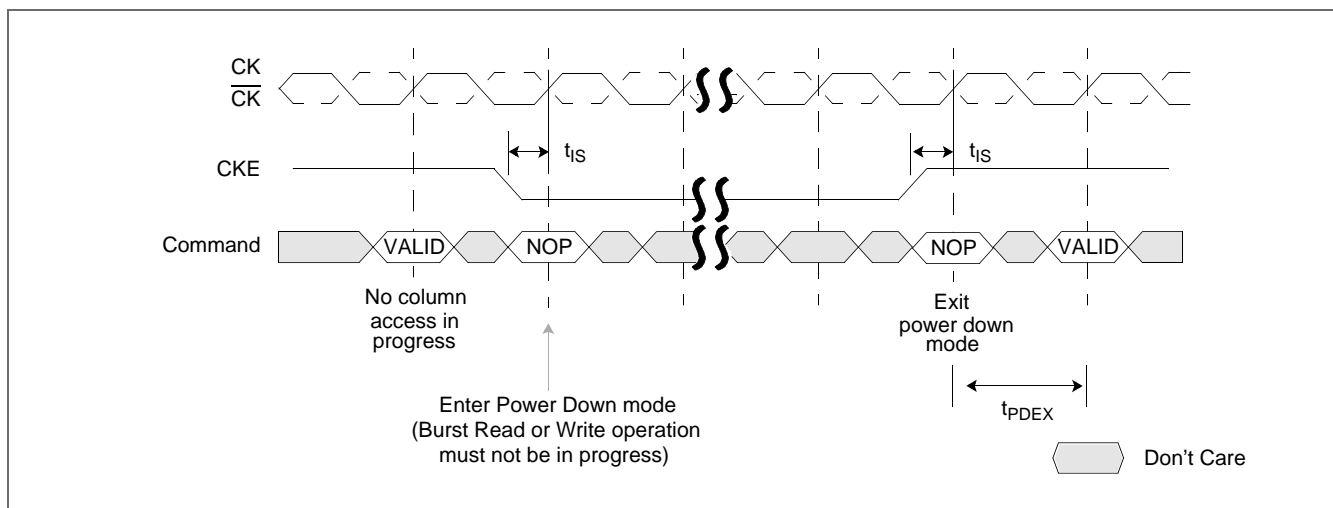 CK
CK
tIS
tIS
CKE
Command
VALID
NOP
NOP
VALID
No column
access in
progress
Exit
power down
mode
Enter Power Down mode
(Burst Read or Write operation
must not be in progress)
tPDEX
Don't Care